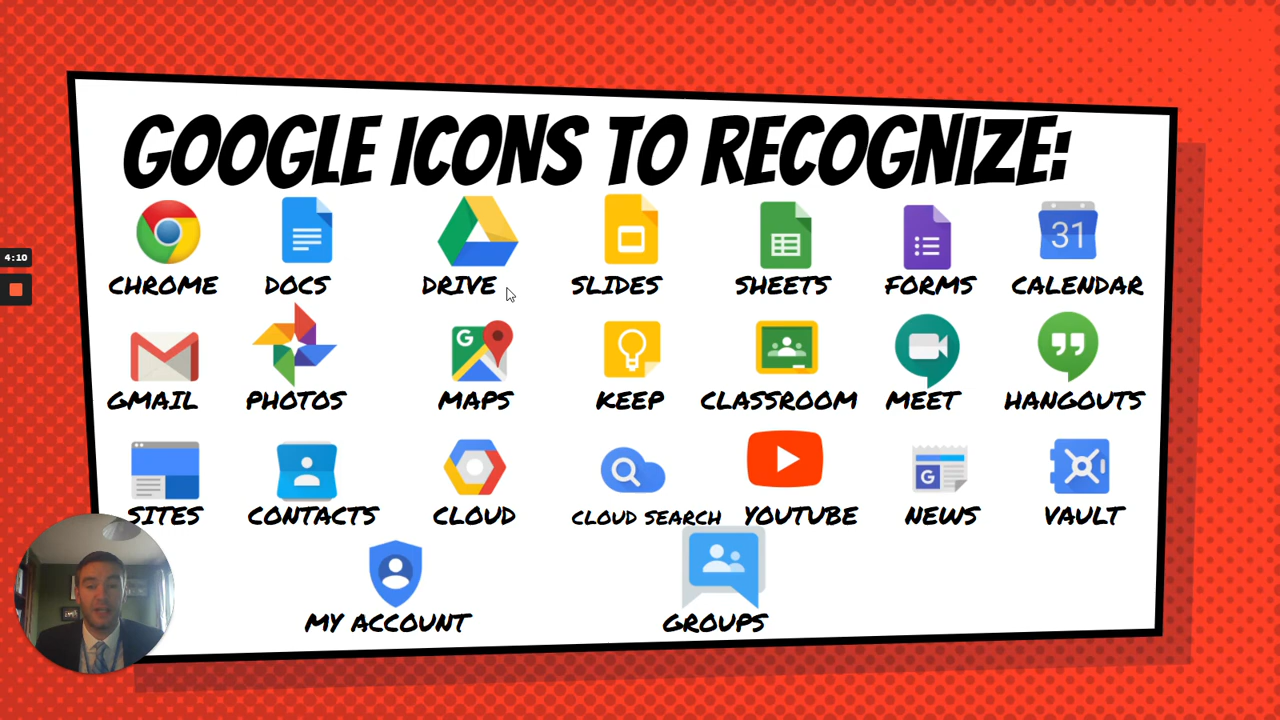 GOOGLE ICONS TO RECOGNIZE:
31
CHROME DOCS DRIVE SLIDES SHEETS FORMS CALENDAR
4:10
G
GMAIL PHOTOS MAPS KEEP CLASSROOM MEET HANGOUTS
G
SITES CONTACTS CLOUD CLOUD SEARCH YOUTUBE NEWS VAULT
MY ACCOUNT GROUPS